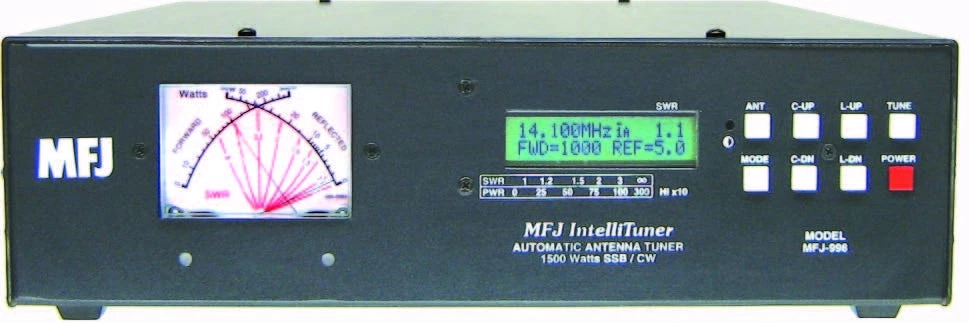 MFJ
Watts
FORWARD
REFLECTED
SWR
SWR
14.100MHz iA 1.1
FWD=1000 REF=5.0
SWR 1 1.2 1.5 2 3 ∞
PWR 0 25 50 75 100 300 Hi x10
MFJ IntelliTuner
AUTOMATIC ANTENNA TUNER
1500 Watts SSB / CW
ANT C-UP L-UP TUNE
MODE C-DN L-DN POWER
MODEL
MFJ-998